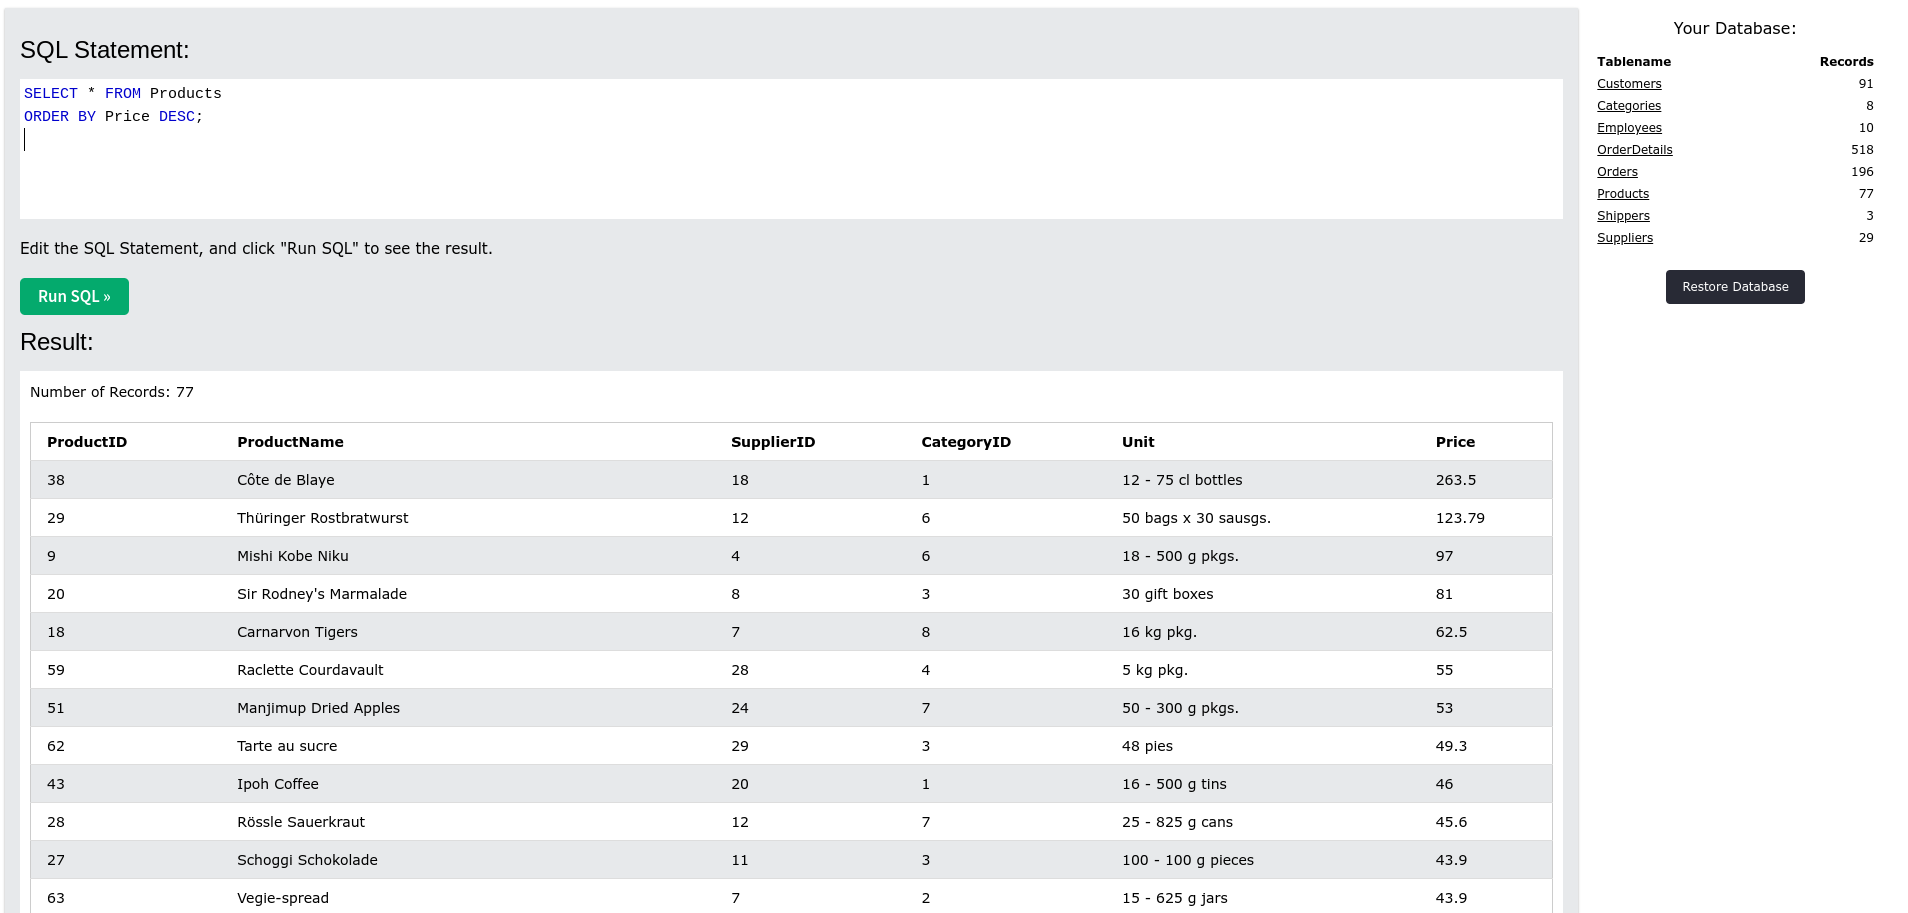 SQL Statement:
SELECT * FROM Products
ORDER BY Price DESC;
Edit the SQL Statement, and click "Run SQL" to see the result.
Run SQL »
Result:
Number of Records: 77
ProductID ProductName SupplierID CategoryID Unit Price
38 Côte de Blaye 18 1 12 - 75 cl bottles 263.5
29 Thüringer Rostbratwurst 12 6 50 bags x 30 sausgs. 123.79
9 Mishi Kobe Niku 4 6 18 - 500 g pkgs. 97
20 Sir Rodney's Marmalade 8 3 30 gift boxes 81
18 Carnarvon Tigers 7 8 16 kg pkg. 62.5
59 Raclette Courdavault 28 4 5 kg pkg. 55
51 Manjimup Dried Apples 24 7 50 - 300 g pkgs. 53
62 Tarte au sucre 29 3 48 pies 49.3
43 Ipoh Coffee 20 1 16 - 500 g tins 46
28 Rössle Sauerkraut 12 7 25 - 825 g cans 45.6
27 Schoggi Schokolade 11 3 100 - 100 g pieces 43.9
63 Vegie-spread 7 2 15 - 625 g jars 43.9
Your Database:
Tablename Records
Customers 91
Categories 8
Employees 10
OrderDetails 518
Orders 196
Products 77
Shippers 3
Suppliers 29
Restore Database